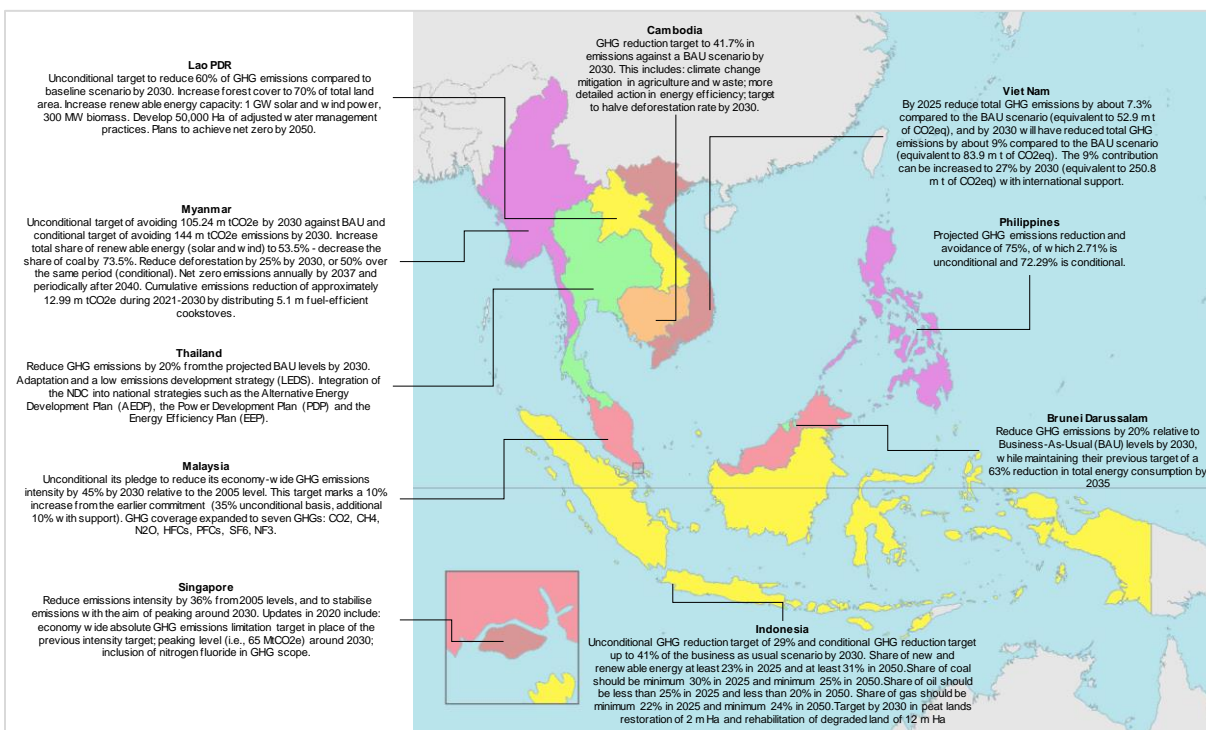 Lao PDR
Unconditional target to reduce 60% of GHG emissions compared to
baseline scenario by 2030. Increase forest cover to 70% of total land
area. Increase renewable energy capacity: 1 GW solar and wind power,
300 MW biomass. Develop 50,000 Ha of adjusted water management
practices. Plans to achieve net zero by 2050.
Myanmar
Unconditional target of avoiding 105.24 m tCO2e by 2030 against BAU and
conditional target of avoiding 144 m tCO2e emissions by 2030. Increase
total share of renewable energy (solar and wind) to 53.5% - decrease the
share of coal by 73.5%. Reduce deforestation by 25% by 2030, or 50% over
the same period (conditional). Net zero emissions annually by 2037 and
periodically after 2040. Cumulative emissions reduction of approximately
12.99 m tCO2e during 2021-2030 by distributing 5.1 m fuel-efficient
cookstoves.
Thailand
Reduce GHG emissions by 20% from the projected BAU levels by 2030.
Adaptation and a low emissions development strategy (LEDS). Integration of
the NDC into national strategies such as the Alternative Energy
Development Plan (AEDP), the Power Development Plan (PDP) and the
Energy Efficiency Plan (EEP).
Malaysia
Unconditional its pledge to reduce its economy-wide GHG emissions
intensity by 45% by 2030 relative to the 2005 level. This target marks a 10%
increase from the earlier commitment (35% unconditional basis, additional
10% with support). GHG coverage expanded to seven GHGs: CO2, CH4,
N2O, HFCs, PFCs, SF6, NF3.
Singapore
Reduce emissions intensity by 36% from 2005 levels, and to stabilise
emissions with the aim of peaking around 2030. Updates in 2020 include:
economy wide absolute GHG emissions limitation target in place of the
previous intensity target; peaking level (i.e., 65 MtCO2e) around 2030;
inclusion of nitrogen fluoride in GHG scope.
Cambodia
GHG reduction target to 41.7% in
emissions against a BAU scenario by
2030. This includes: climate change
mitigation in agriculture and waste; more
detailed action in energy efficiency; target
to halve deforestation rate by 2030.
Viet Nam
By 2025 reduce total GHG emissions by about 7.3%
compared to the BAU scenario (equivalent to 52.9 m t
of CO2eq), and by 2030 will have reduced total GHG
emissions by about 9% compared to the BAU scenario
(equivalent to 83.9 m t of CO2eq). The 9% contribution
can be increased to 27% by 2030 (equivalent to 250.8
m t of CO2eq) with international support.
Philippines
Projected GHG emissions reduction and
avoidance of 75%, of which 2.71% is
unconditional and 72.29% is conditional.
Brunei Darussalam
Reduce GHG emissions by 20% relative to
Business-As-Usual (BAU) levels by 2030,
while maintaining their previous target of a
63% reduction in total energy consumption by
2035
Indonesia
Unconditional GHG reduction target of 29% and conditional GHG reduction target
up to 41% of the business as usual scenario by 2030. Share of new and
renewable energy at least 23% in 2025 and at least 31% in 2050.Share of coal
should be minimum 30% in 2025 and minimum 25% in 2050.Share of oil should
be less than 25% in 2025 and less than 20% in 2050. Share of gas should be
minimum 22% in 2025 and minimum 24% in 2050.Target by 2030 in peat lands
restoration of 2 m Ha and rehabilitation of degraded land of 12 m Ha